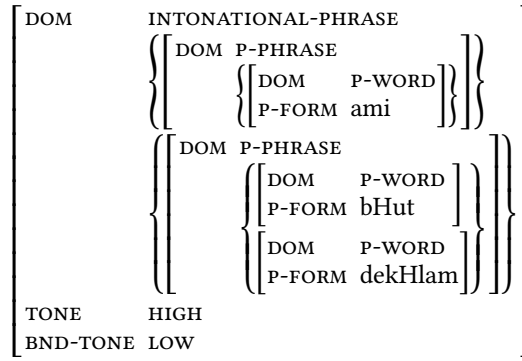 DOM INTONATIONAL-PHRASE
DOM P-PHRASE
DOM P-WORD
P-FORM ami
DOM P-PHRASE
DOM P-WORD
P-FORM bHut
DOM P-WORD
P-FORM dekHlam
TONE HIGH
BND-TONE LOW